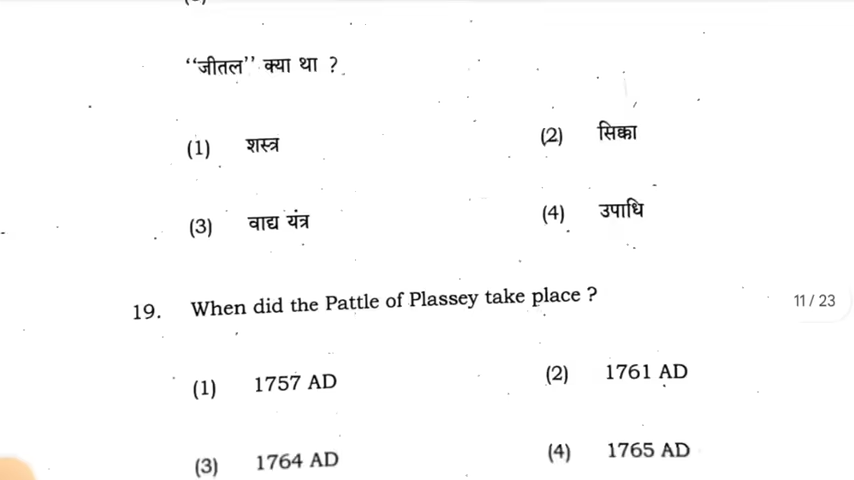 ‘‘जीतल’’ क्या था ?
(1) शस्त्र (2) सिक्का
(3) वाद्य यंत्र (4) उपाधि
19. When did the Pattle of Plassey take place ?
11 / 23
(1) 1757 AD (2) 1761 AD
(3) 1764 AD (4) 1765 AD